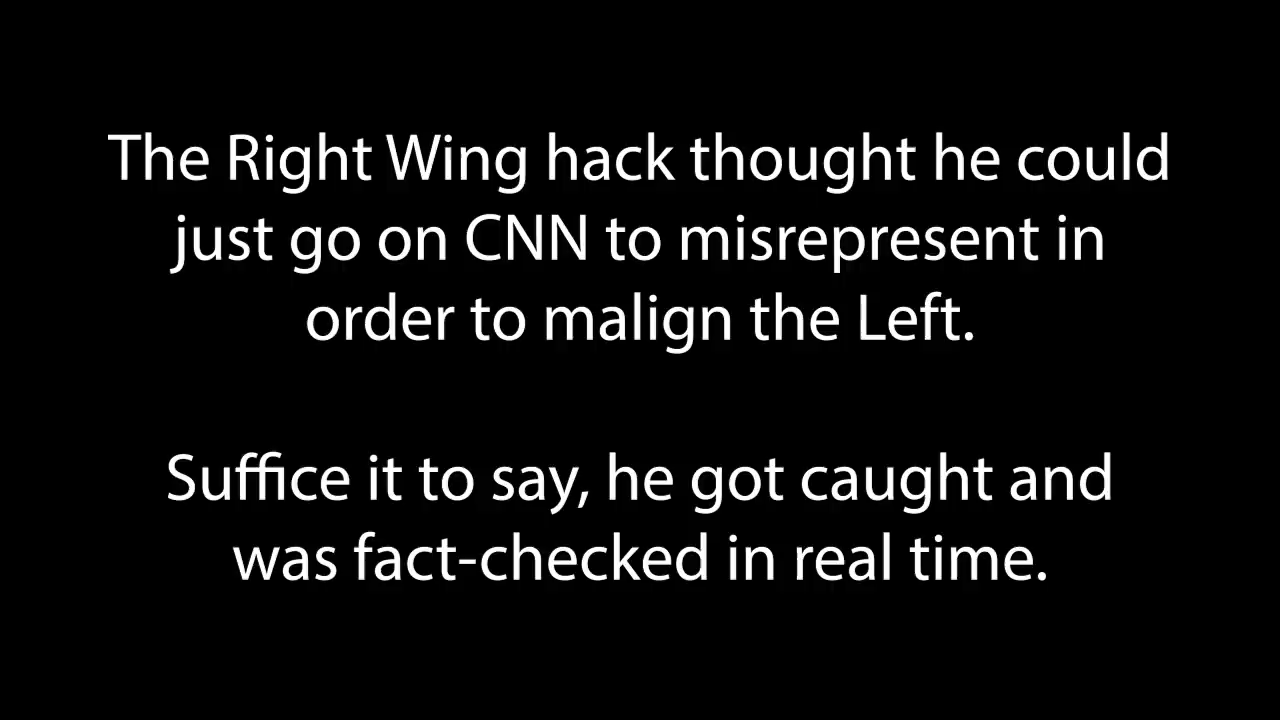 The Right Wing hack thought he could
just go on CNN to misrepresent in
order to malign the Left.
Suffice it to say, he got caught and
was fact-checked in real time.